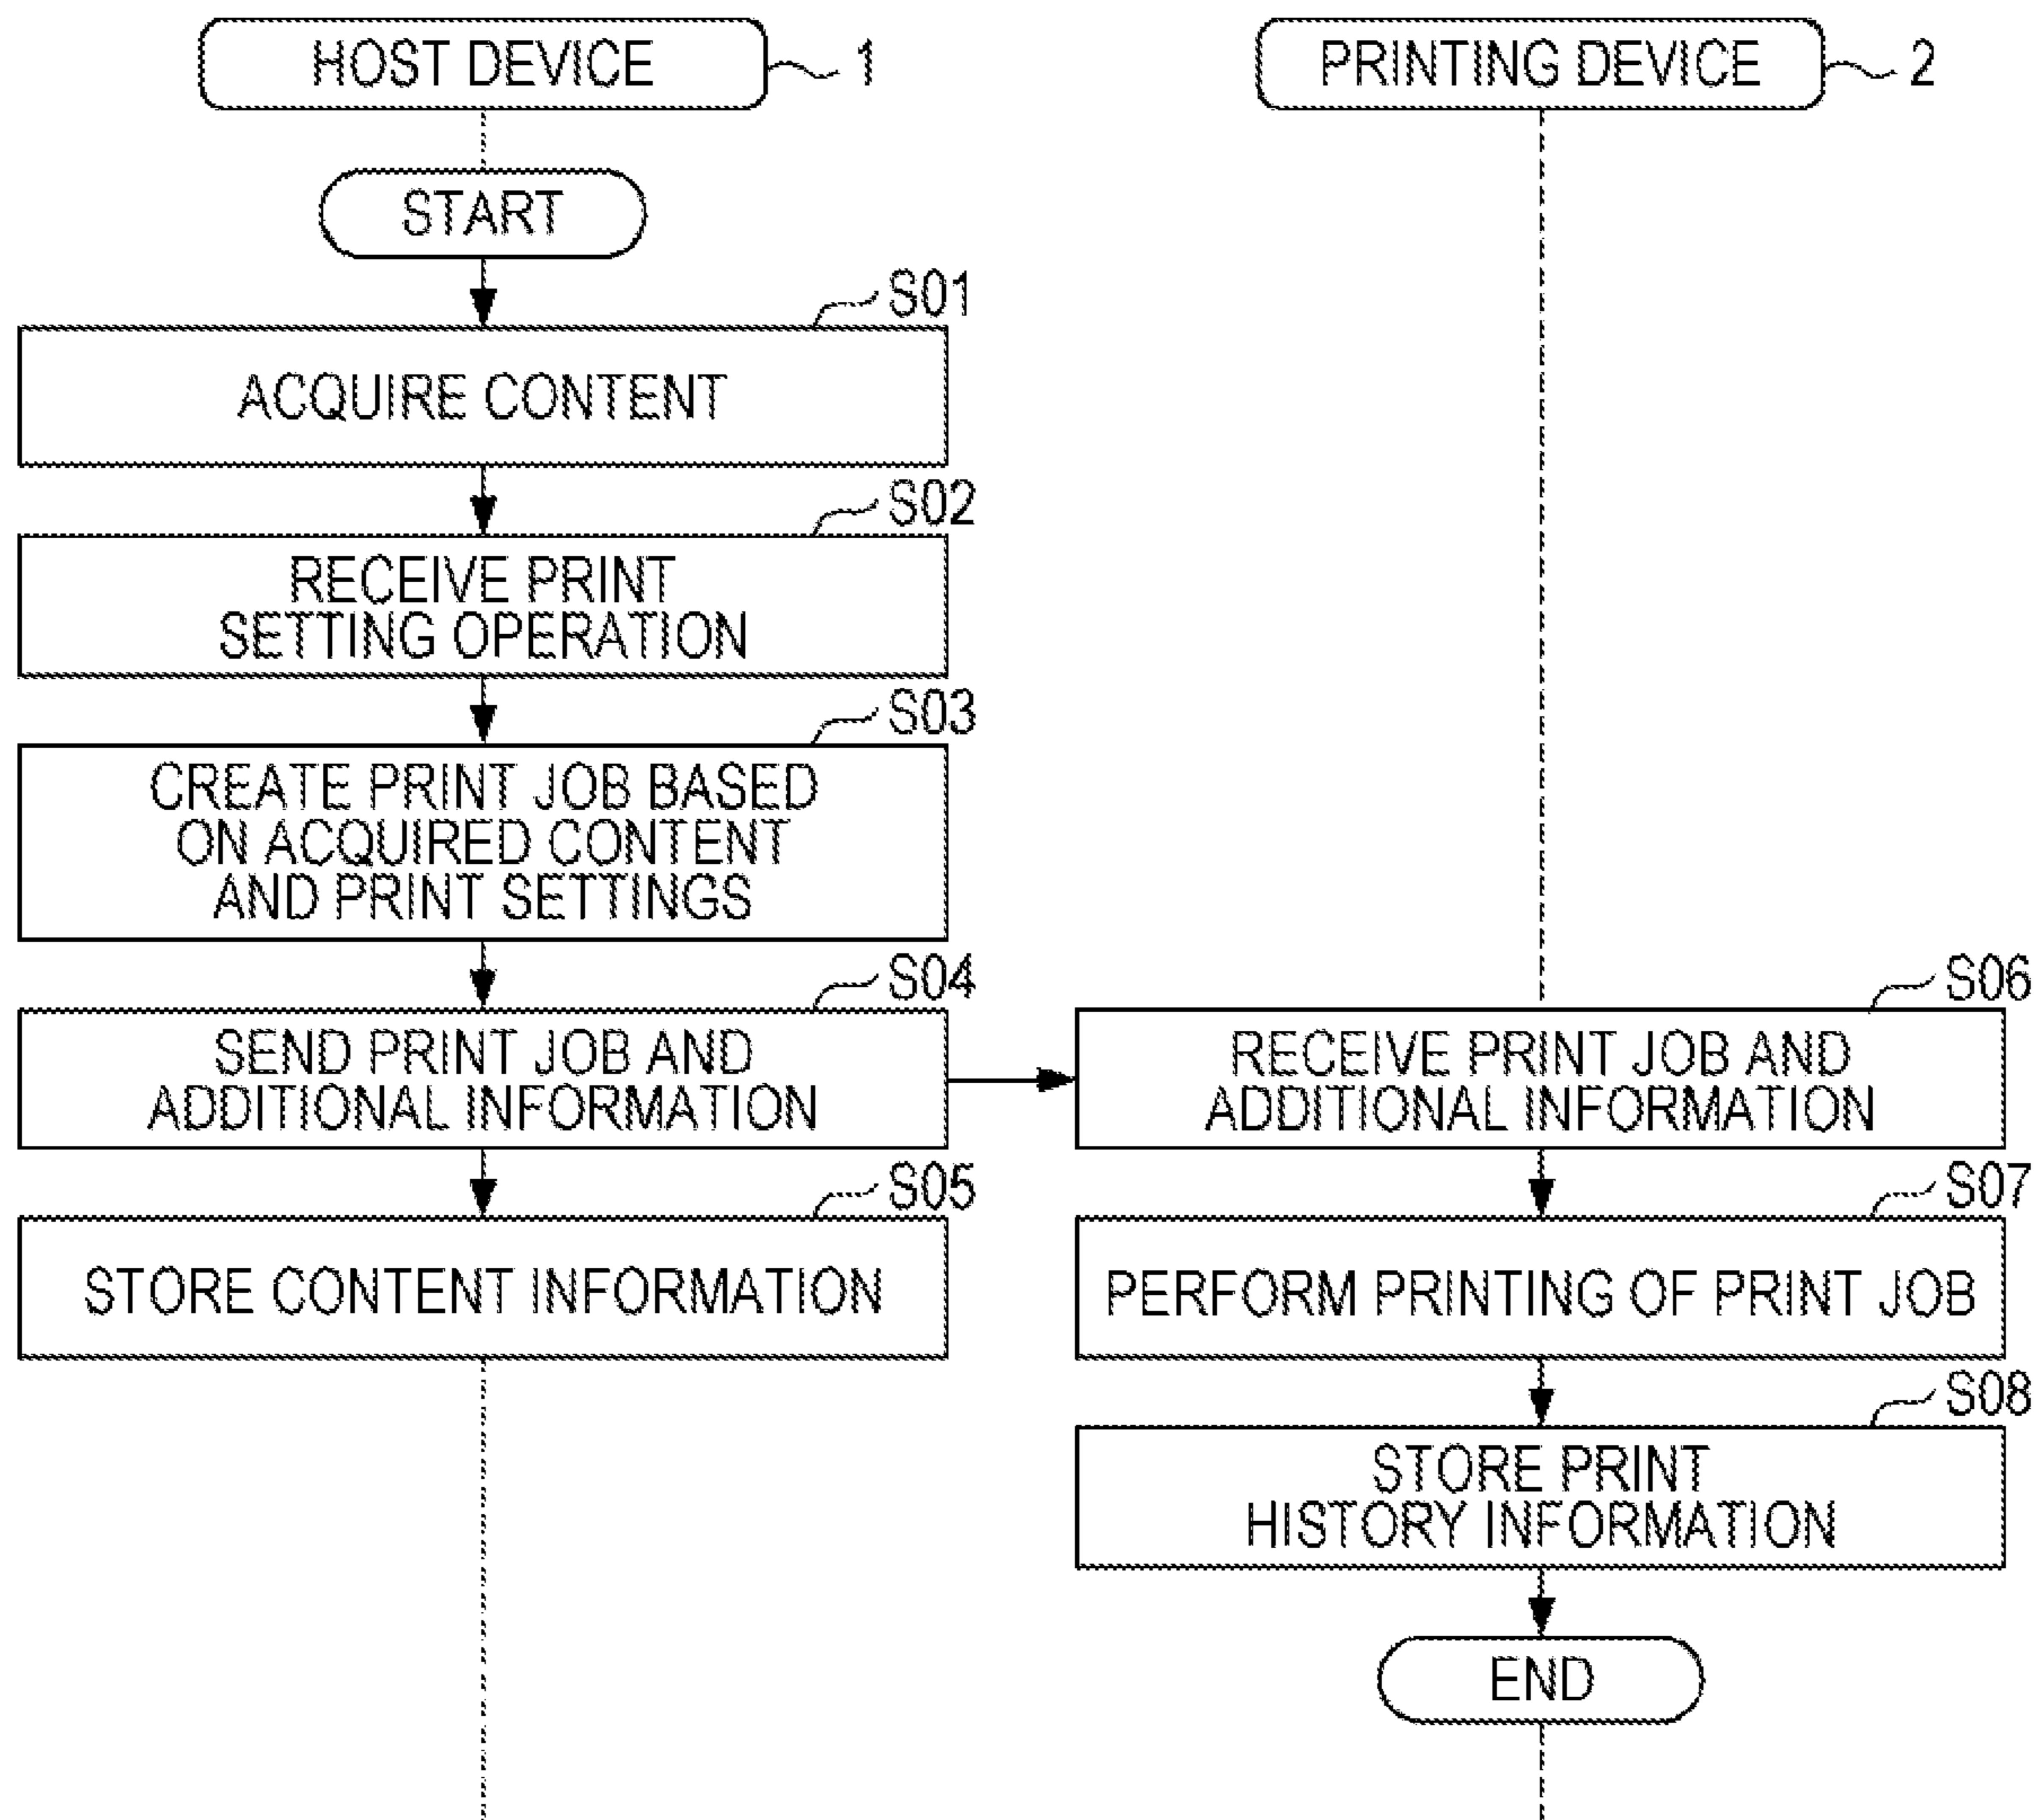 HOST DEVICE
1
PRINTING DEVICE
2
START
S01
ACQUIRE CONTENT
S02
RECEIVE PRINT
SETTING OPERATION
S03
CREATE PRINT JOB BASED
ON ACQUIRED CONTENT
AND PRINT SETTINGS
S04
SEND PRINT JOB AND
ADDITIONAL INFORMATION
S05
STORE CONTENT INFORMATION
S06
RECEIVE PRINT JOB AND
ADDITIONAL INFORMATION
S07
PERFORM PRINTING OF PRINT JOB
S08
STORE PRINT
HISTORY INFORMATION
END